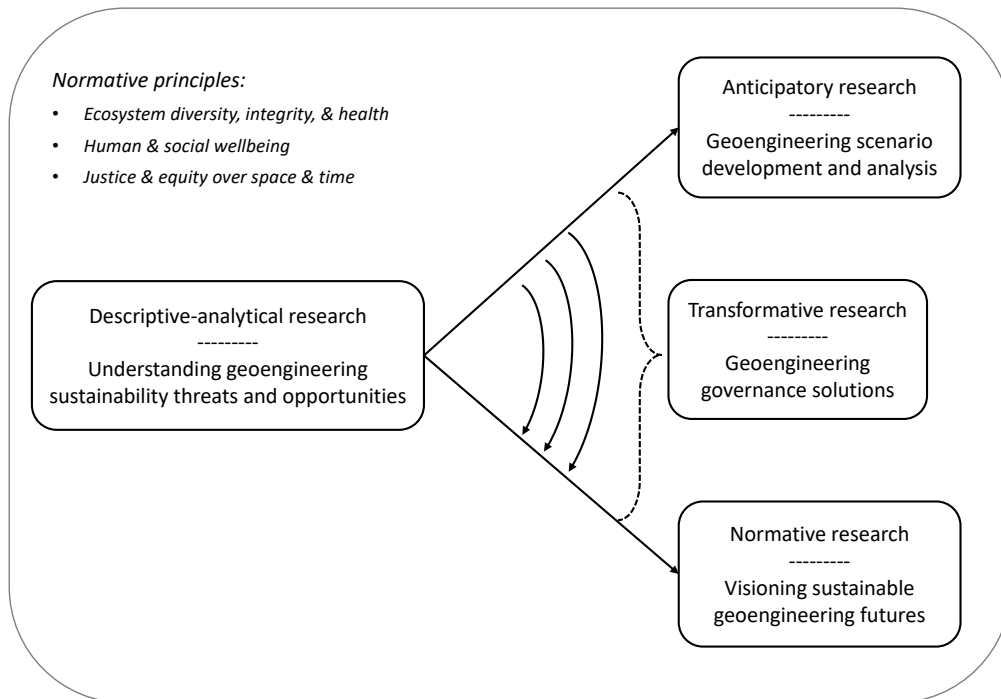 Normative principles:
• Ecosystem diversity, integrity, & health
• Human & social wellbeing
• Justice & equity over space & time
Anticipatory research
---------
Geoengineering scenario
development and analysis
Descriptive-analytical research
---------
Understanding geoengineering
sustainability threats and opportunities
Transformative research
---------
Geoengineering
governance solutions
Normative research
---------
Visioning sustainable
geoengineering futures